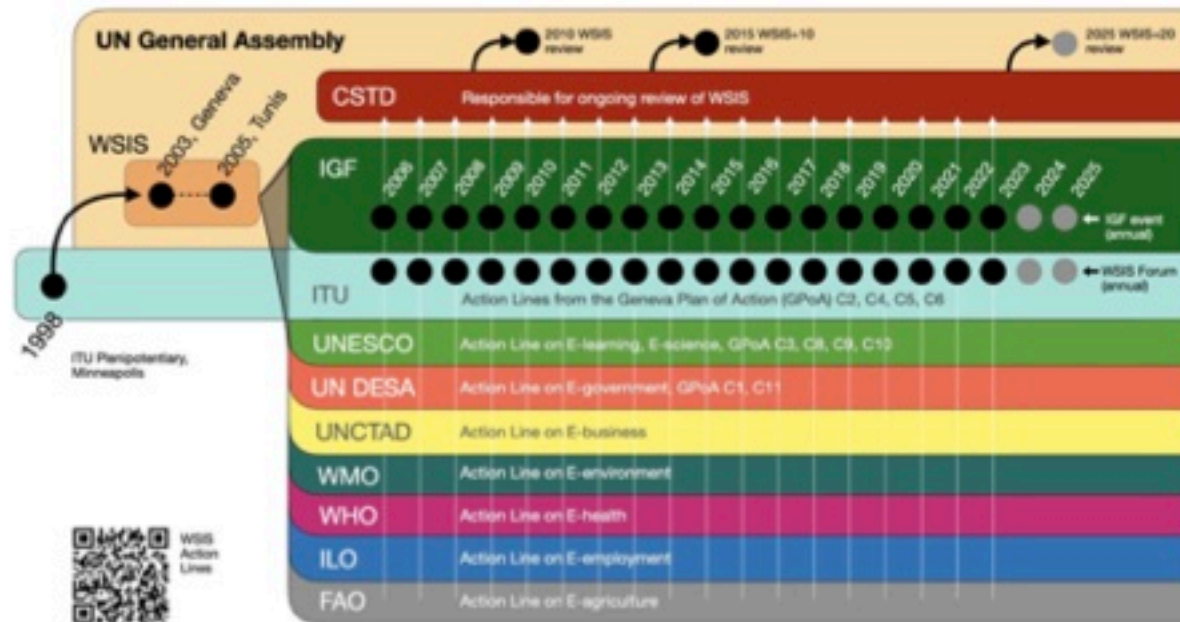 UN General Assembly
2010 WSIS
review
2015 WSIS+10
review
2025 WSIS+20
review
CSTD
Responsible for ongoing review of WSIS
WSIS
2003, Geneva
2005, Tunis
IGF
2006
2007
2008
2009
2010
2011
2012
2013
2014
2015
2016
2017
2018
2019
2020
2021
2022
2023
2024
2025
IGF event
(annual)
WSIS Forum
(annual)
ITU
Action Lines from the Geneva Plan of Action (GPoA) C2, C4, C5, C6
1998
ITU Plenipotentiary,
Minneapolis
UNESCO
Action Line on E-learning, E-science, GPoA C3, C8, C9, C10
UN DESA
Action Line on E-government, GPoA C1, C11
UNCTAD
Action Line on E-business
WMO
Action Line on E-environment
WHO
Action Line on E-health
ILO
Action Line on E-employment
FAO
Action Line on E-agriculture
WSIS
Action
Lines